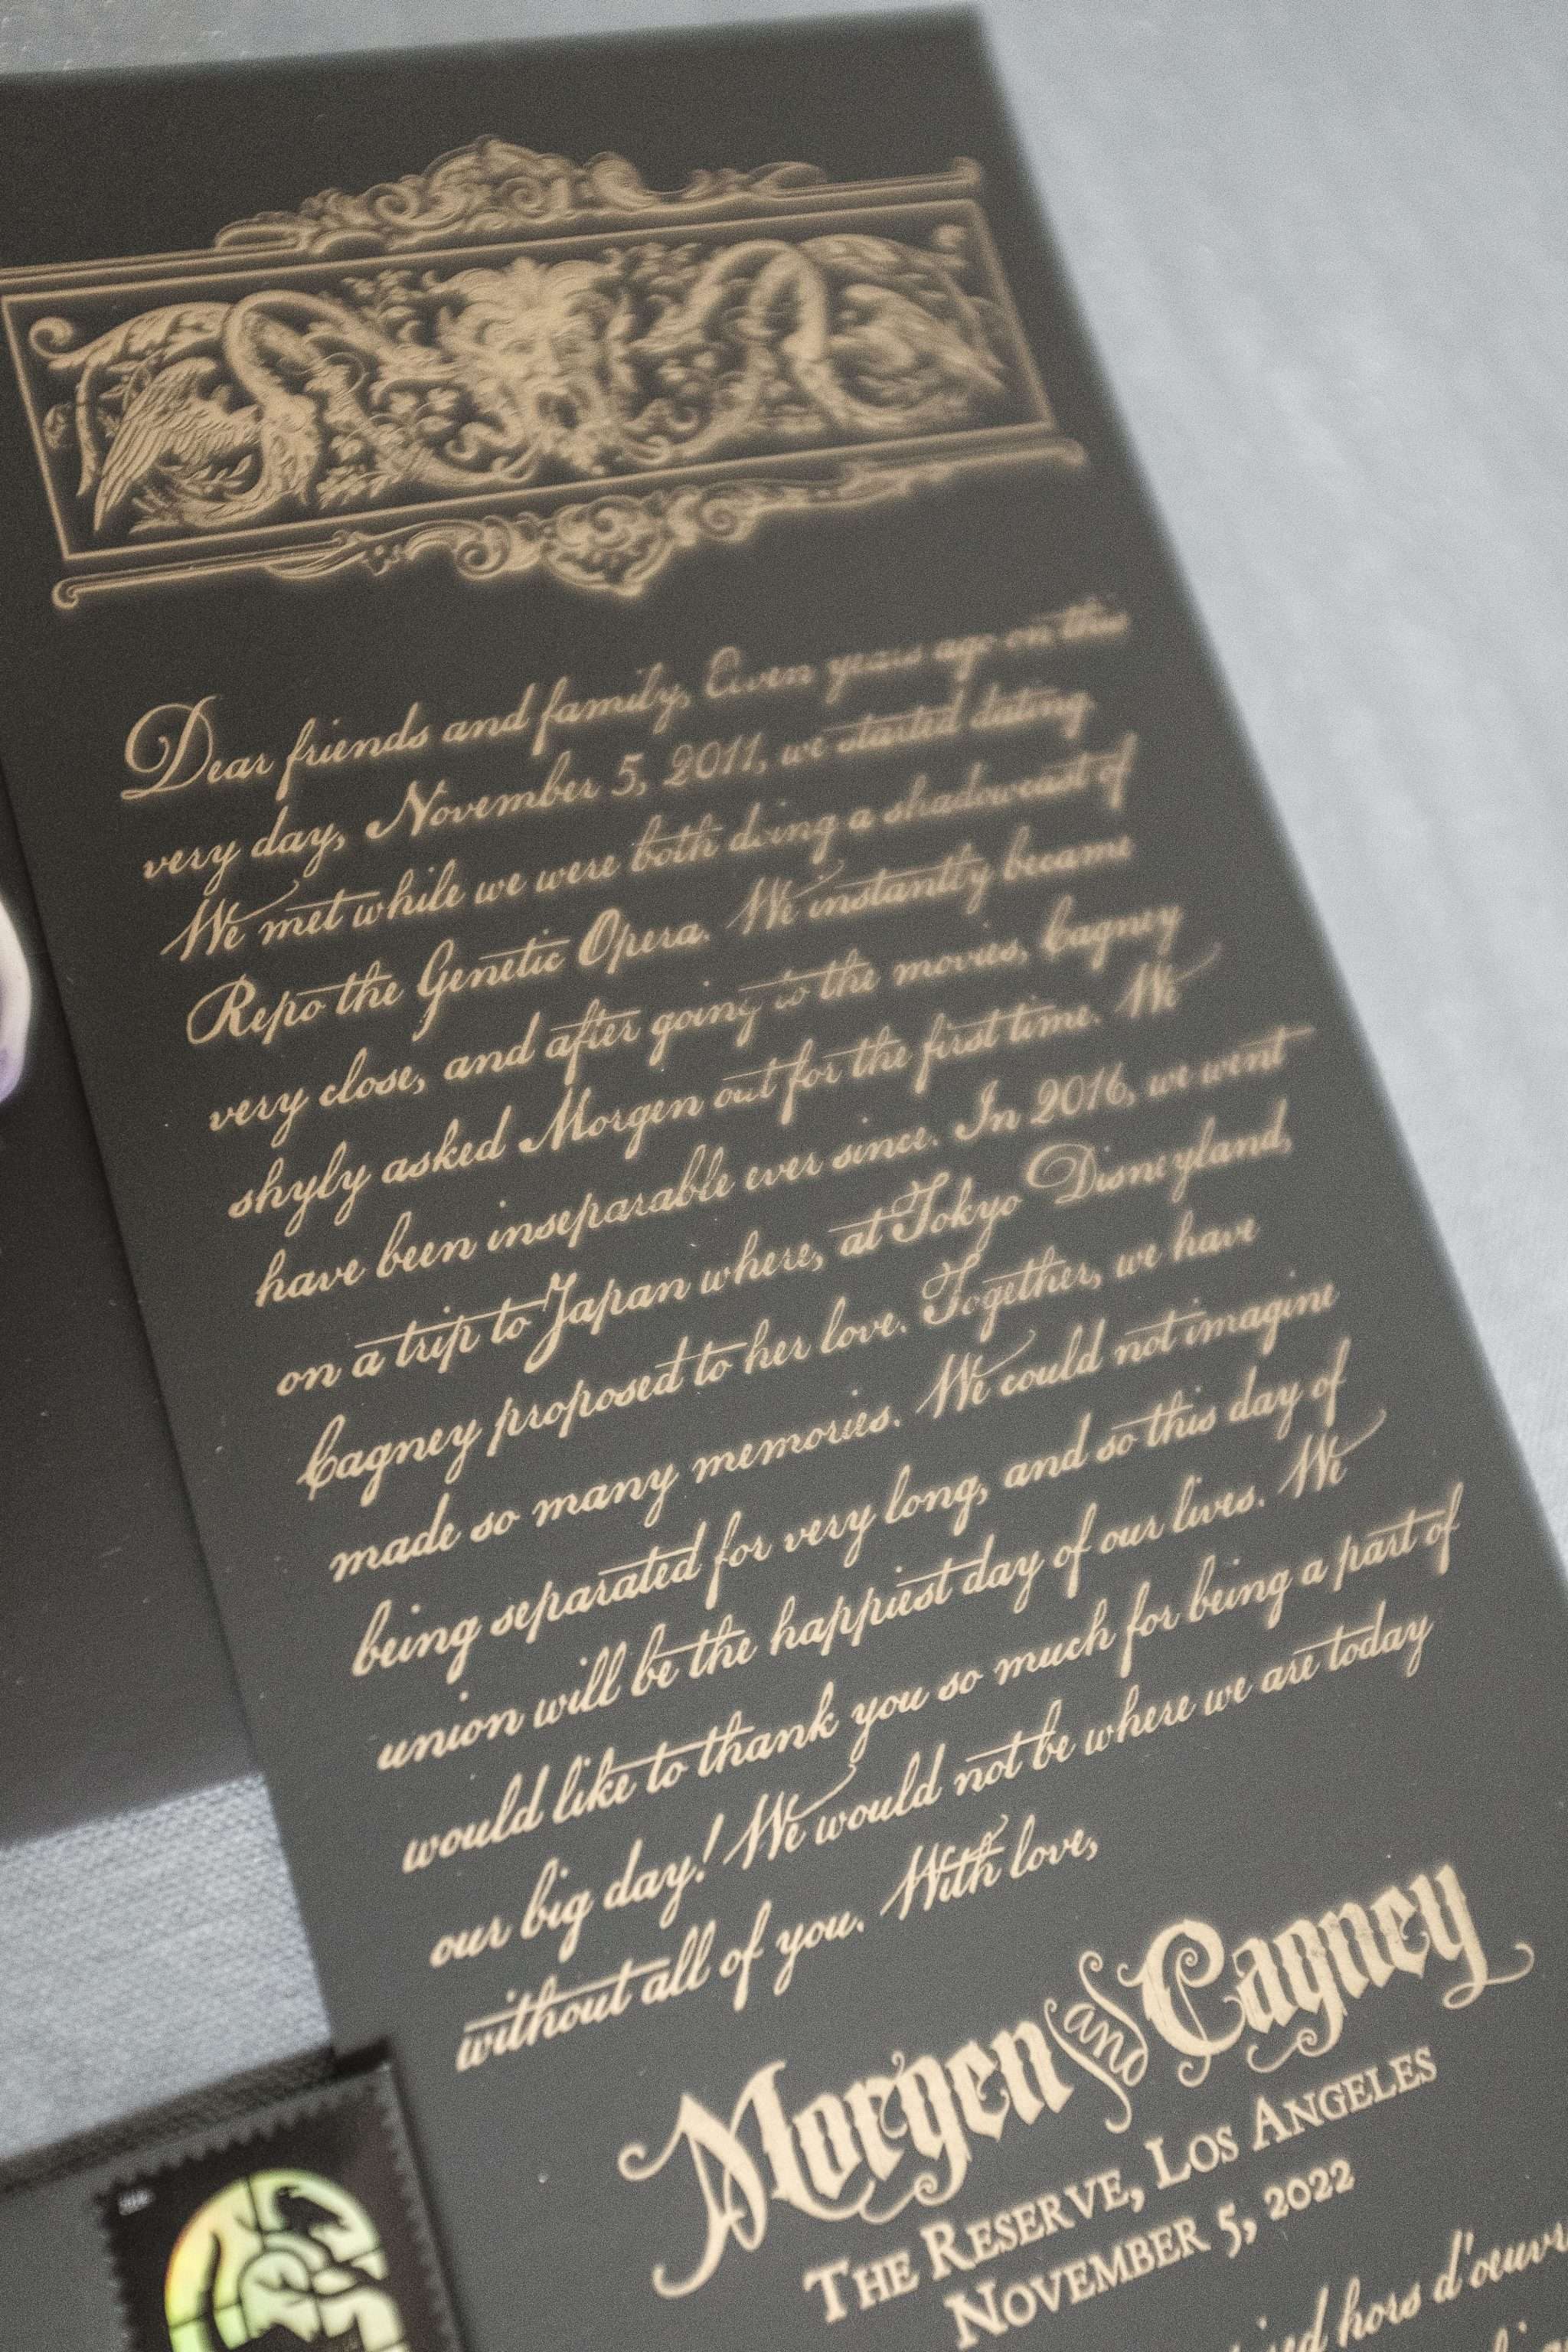 Dear friends and family, Eleven years ago on this
very day, November 5, 2011, we started dating.
We met while we were both doing a shadowcast of
Repo the Genetic Opera. We instantly became
very close, and after going to the movies, Cagney
shyly asked Morgen out for the first time. We
have been inseparable ever since. In 2016, we went
on a trip to Japan where, at Tokyo Disneyland,
Cagney proposed to her love. Together, we have
made so many memories. We could not imagine
being separated for very long, and so this day of
union will be the happiest day of our lives. We
would like to thank you so much for being a part of
our big day! We would not be where we are today
without all of you. With love,
Morgen and Cagney
The Reserve, Los Angeles
November 5, 2022
hors d'oeuvr